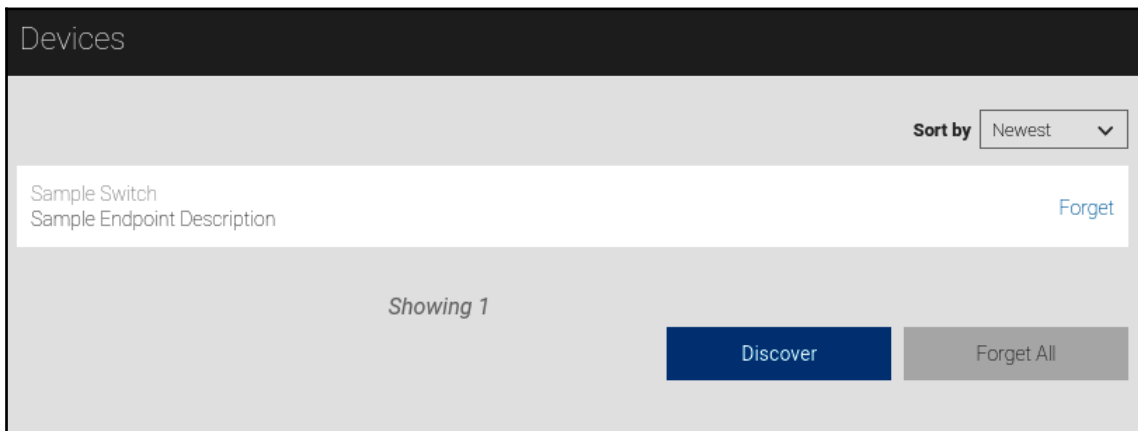 Devices
Sort by Newest
Sample Switch
Sample Endpoint Description
Forget
Showing 1
Discover Forget All